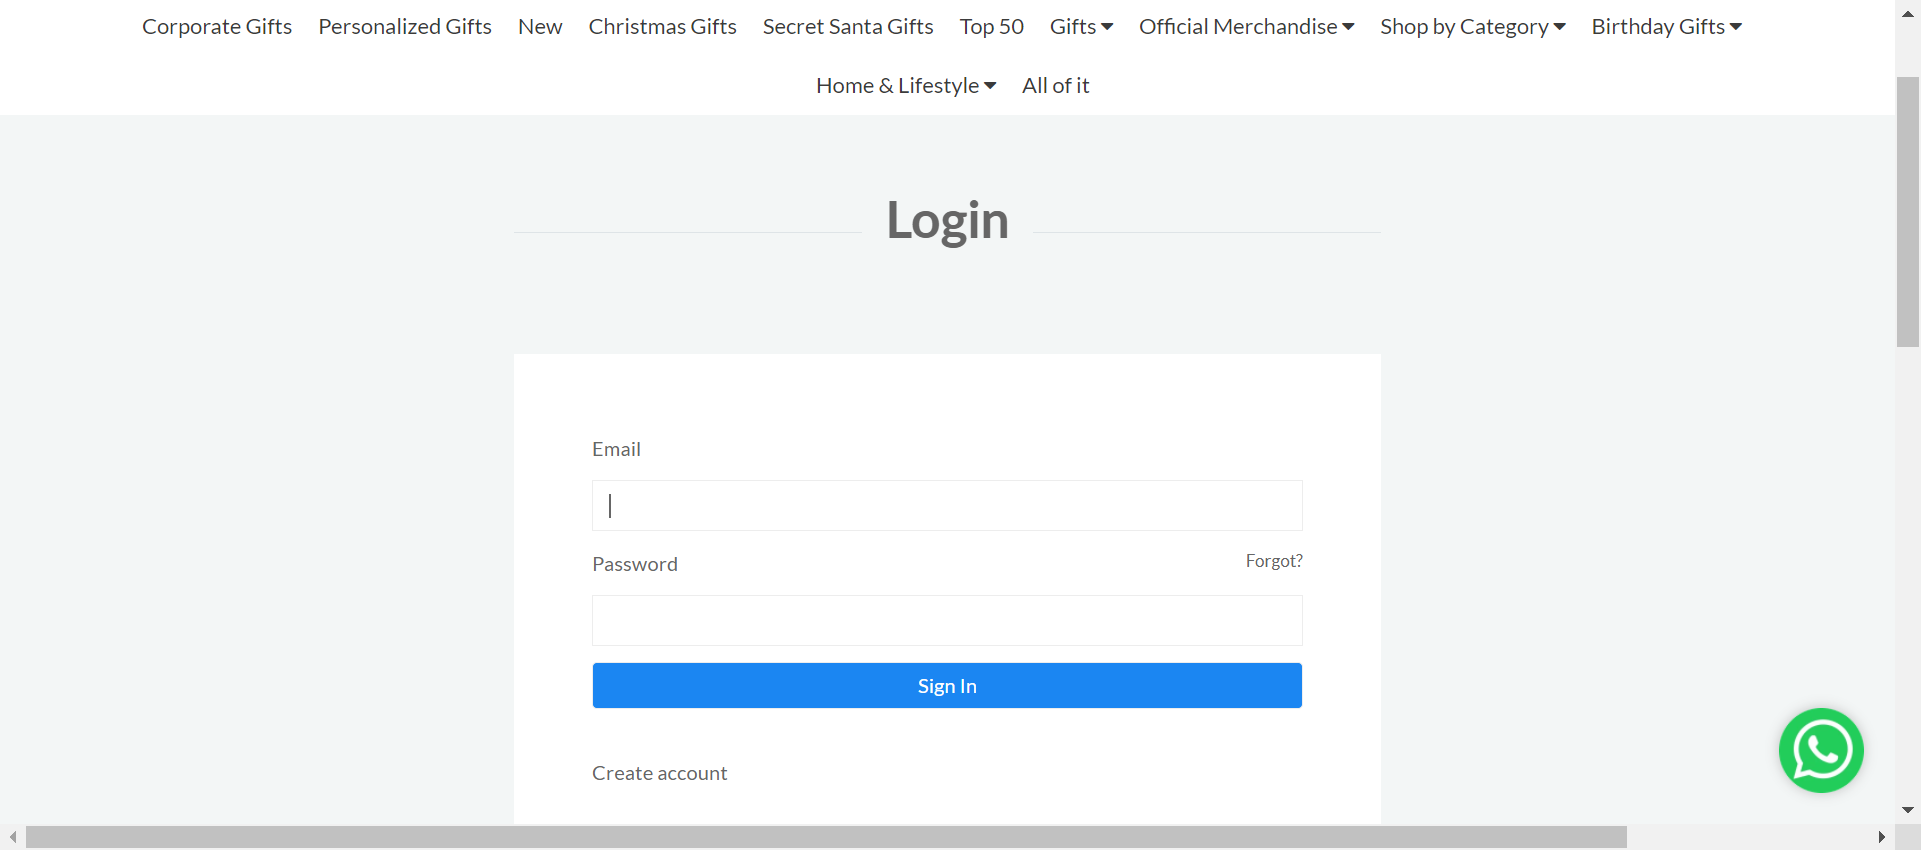 Corporate Gifts Personalized Gifts New Christmas Gifts Secret Santa Gifts Top 50 Gifts Official Merchandise Shop by Category Birthday Gifts
Home & Lifestyle All of it
Login
Email
Password Forgot?
Sign In
Create account